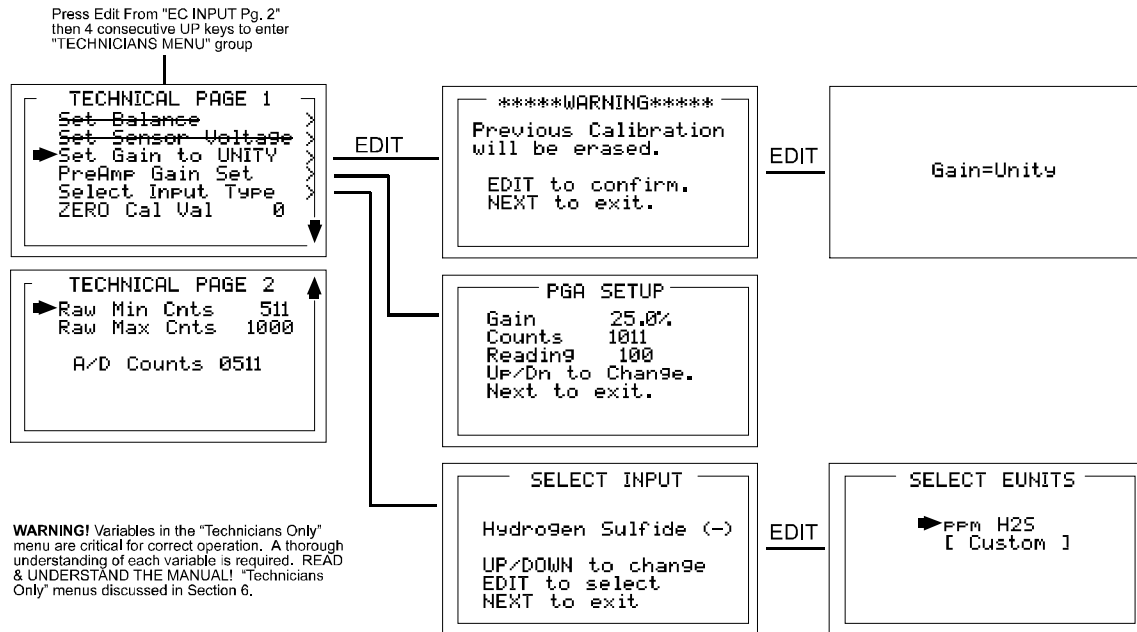 Press Edit From "EC INPUT Pg. 2"
then 4 consecutive UP keys to enter
"TECHNICIANS MENU" group
TECHNICAL PAGE 1
Set Balance >
Set Sensor Voltage >
Set Gain to UNITY >
PreAmp Gain Set >
Select Input Type >
ZERO Cal Val 0
EDIT
*****WARNING*****
Previous Calibration
will be erased.
EDIT to confirm.
NEXT to exit.
EDIT
Gain=Unity
TECHNICAL PAGE 2
Raw Min Cnts 511
Raw Max Cnts 1000
A/D Counts 0511
PGA SETUP
Gain 25.0%
Counts 1011
Reading 100
Up/Dn to Change.
Next to exit.
SELECT INPUT
Hydrogen Sulfide (-)
UP/DOWN to change
EDIT to select
NEXT to exit
EDIT
SELECT EUNITS
ppm H2S
[ Custom ]
WARNING! Variables in the "Technicians Only"
menu are critical for correct operation. A thorough
understanding of each variable is required. READ
& UNDERSTAND THE MANUAL! "Technicians
Only" menus discussed in Section 6.